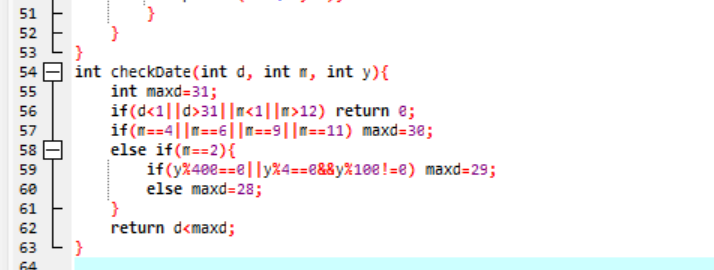 51 }
52 }
53 }
54 int checkDate(int d, int m, int y){
55 int maxd=31;
56 if(d<1||d>31||m<1||m>12) return 0;
57 if(m==4||m==6||m==9||m==11) maxd=30;
58 else if(m==2){
59 if(y%400==0||y%4==0&&y%100!=0) maxd=29;
60 else maxd=28;
61 }
62 return d<maxd;
63 }
64